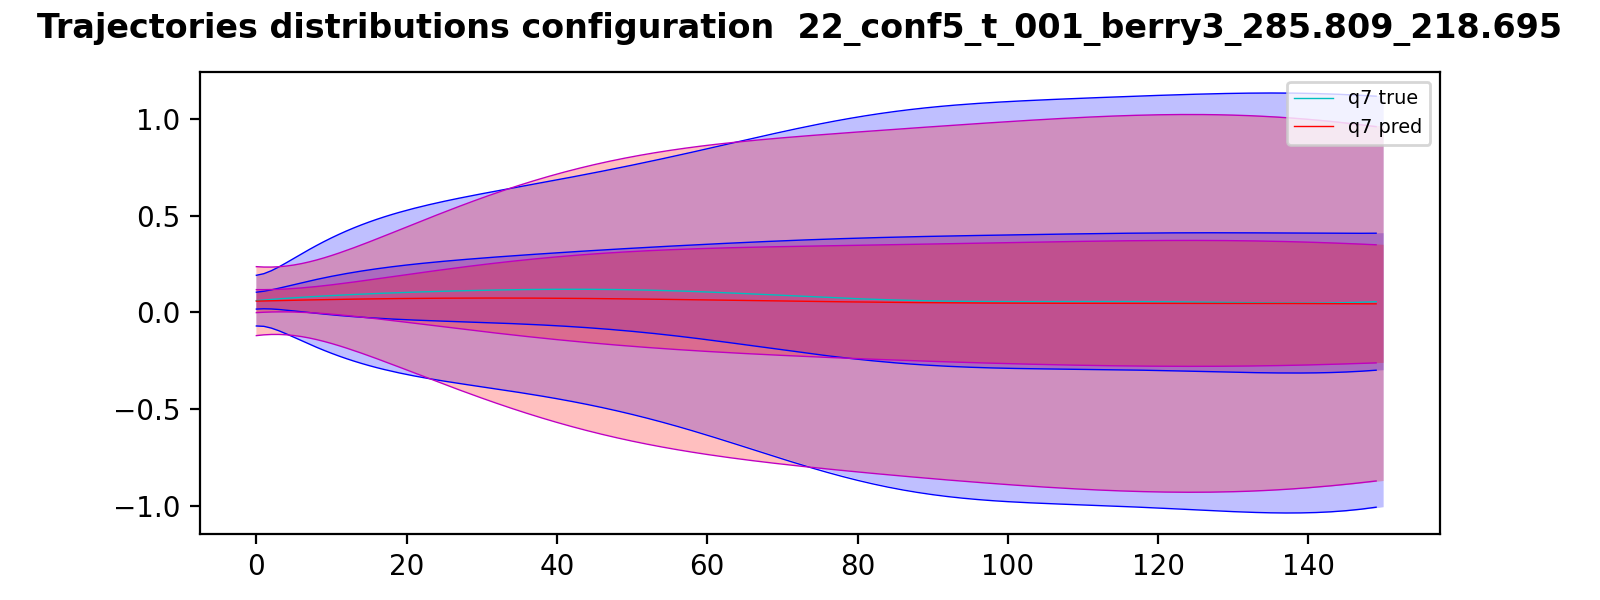 Trajectories distributions configuration  22_conf5_t_001_berry3_285.809_218.695
q7 true
q7 pred
1.0
0.5
0.0
−0.5
−1.0
0 20 40 60 80 100 120 140